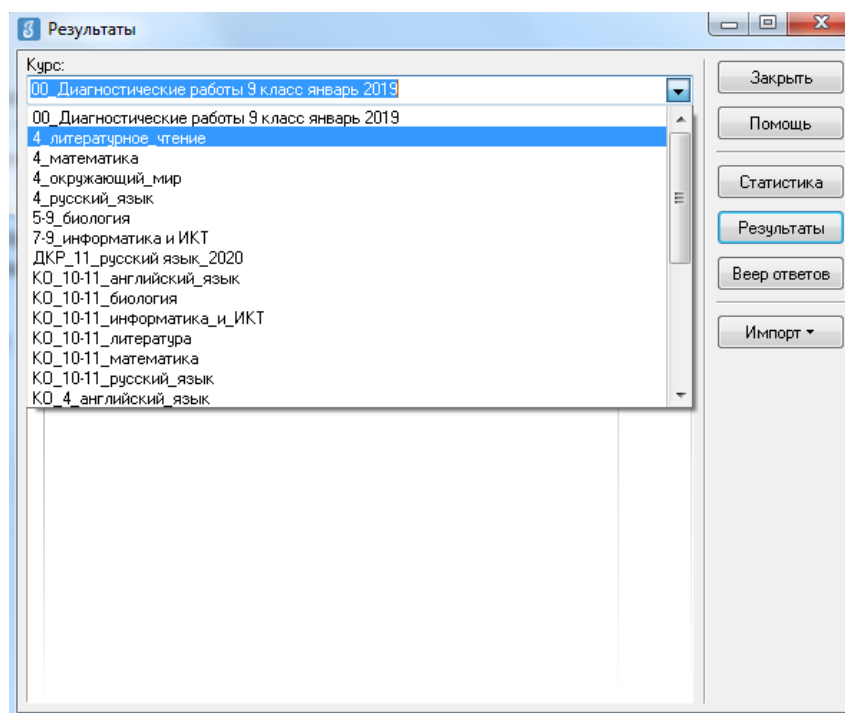 Результаты
Курс:
00_Диагностические работы 9 класс январь 2019
00_Диагностические работы 9 класс январь 2019
4_литературное_чтение
4_математика
4_окружающий_мир
4_русский_язык
5-9_биология
7-9_информатика и ИКТ
ДКР_11_русский язык_2020
КО_10-11_английский_язык
КО_10-11_биология
КО_10-11_информатика_и_ИКТ
КО_10-11_литература
КО_10-11_математика
КО_10-11_русский_язык
КО_4_английский_язык
Закрыть
Помощь
Статистика
Результаты
Веер ответов
Импорт